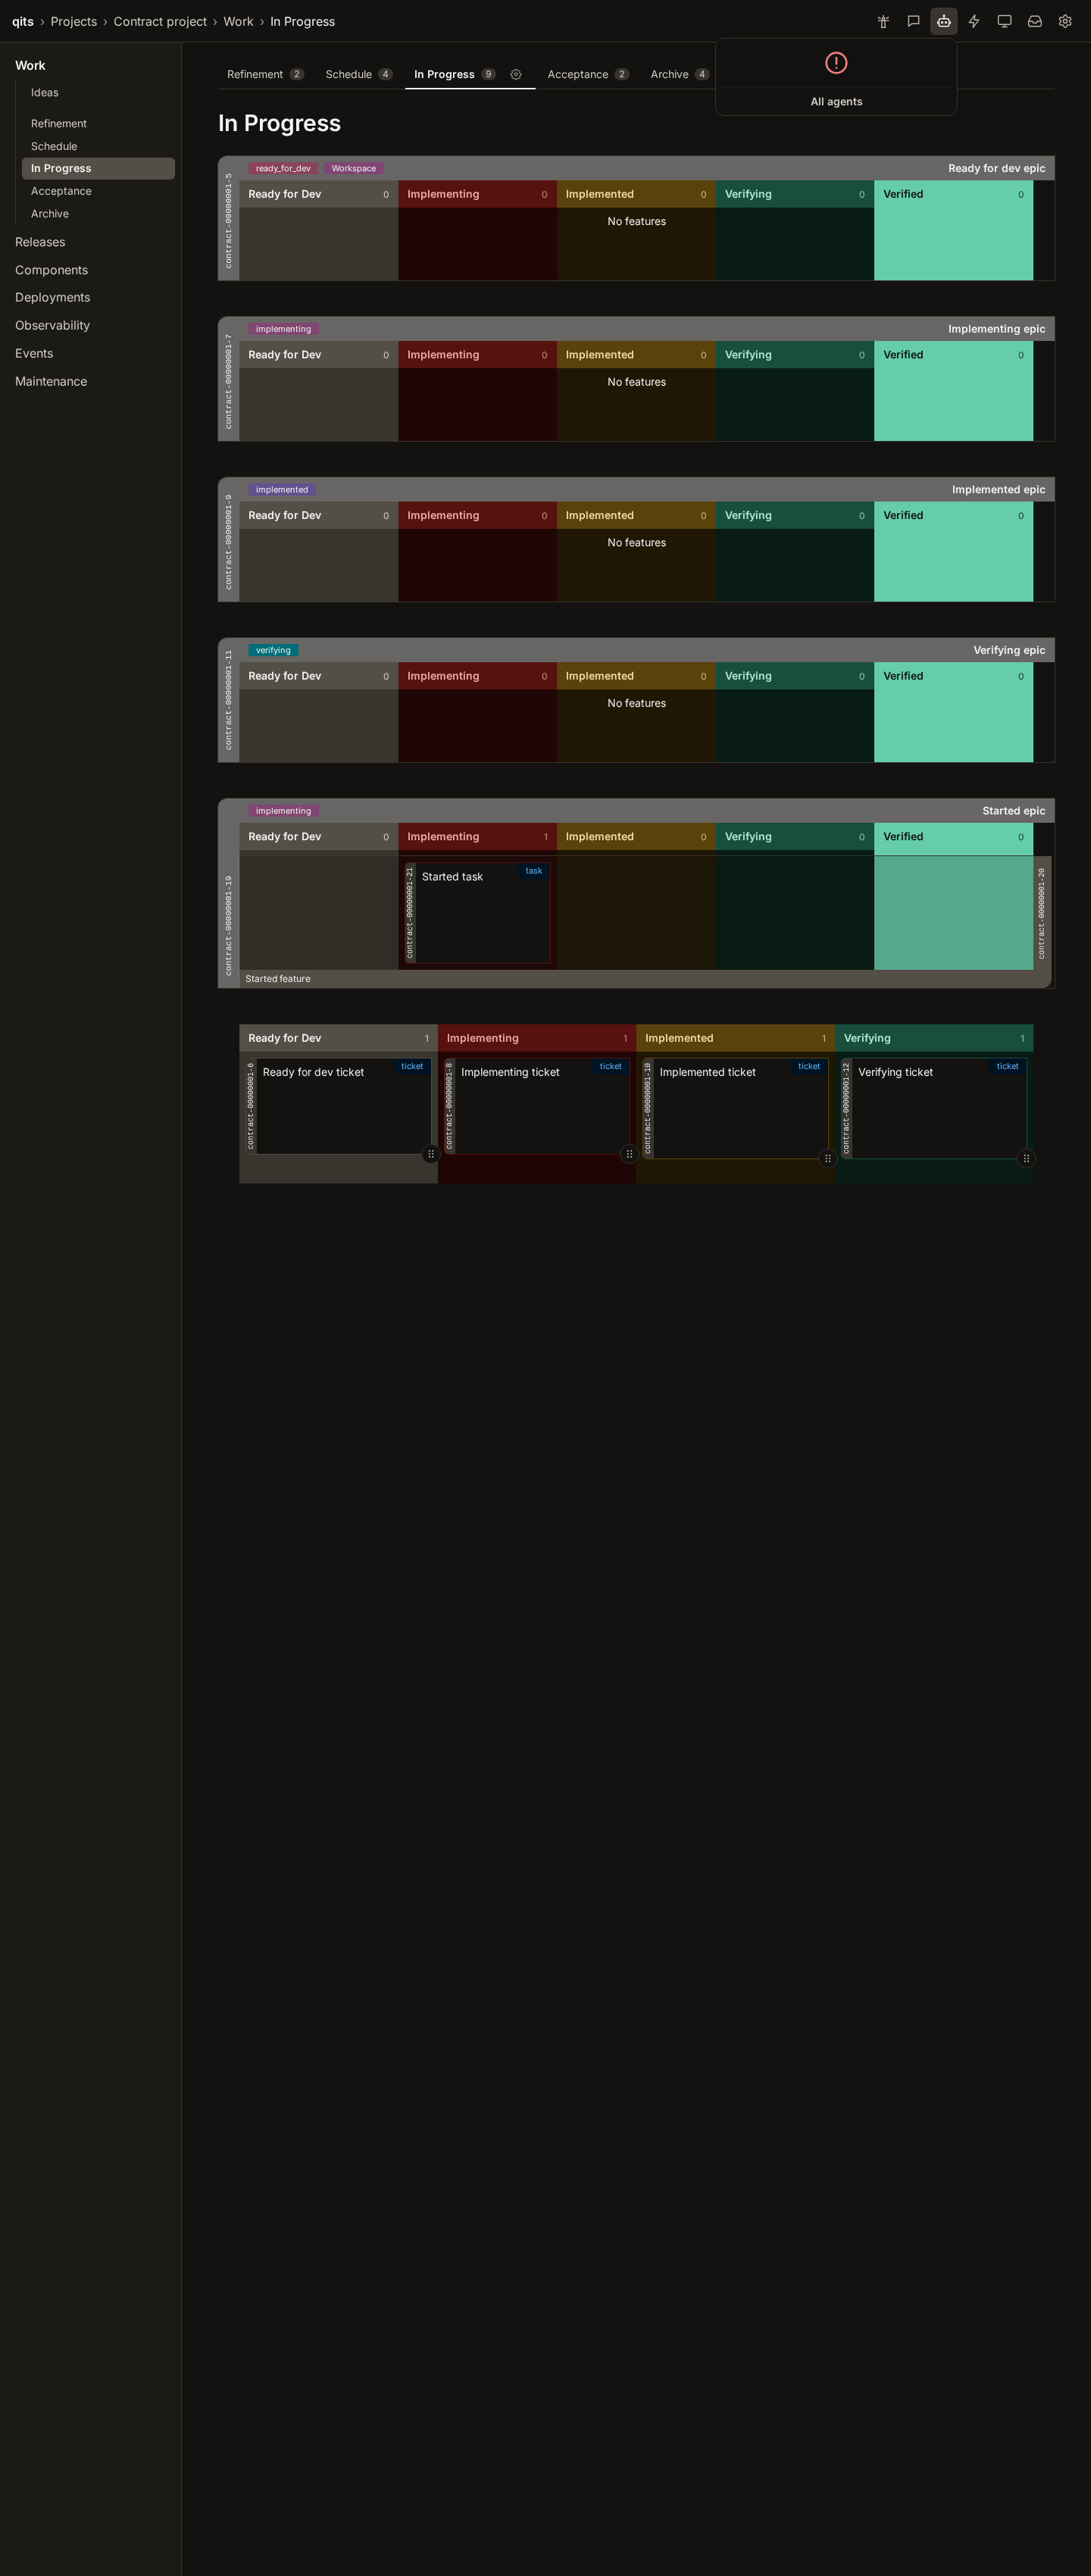 qits › Projects › Contract project › Work › In Progress
Work
Ideas
Refinement
Schedule
In Progress
Acceptance
Archive
Releases
Components
Deployments
Observability
Events
Maintenance
Refinement 2 Schedule 4 In Progress 9 Acceptance 2 Archive 4
All agents
In Progress
contract-00000001-5
ready_for_dev Workspace Ready for dev epic
Ready for Dev 0 Implementing 0 Implemented 0 Verifying 0 Verified 0
No features
contract-00000001-7
implementing Implementing epic
Ready for Dev 0 Implementing 0 Implemented 0 Verifying 0 Verified 0
No features
contract-00000001-9
implemented Implemented epic
Ready for Dev 0 Implementing 0 Implemented 0 Verifying 0 Verified 0
No features
contract-00000001-11
verifying Verifying epic
Ready for Dev 0 Implementing 0 Implemented 0 Verifying 0 Verified 0
No features
contract-00000001-19
implementing Started epic
Ready for Dev 0 Implementing 1 Implemented 0 Verifying 0 Verified 0
contract-00000001-21
Started task task
contract-00000001-20
Started feature
Ready for Dev 1 Implementing 1 Implemented 1 Verifying 1
contract-00000001-6
Ready for dev ticket ticket
contract-00000001-8
Implementing ticket ticket
contract-00000001-10
Implemented ticket ticket
contract-00000001-12
Verifying ticket ticket